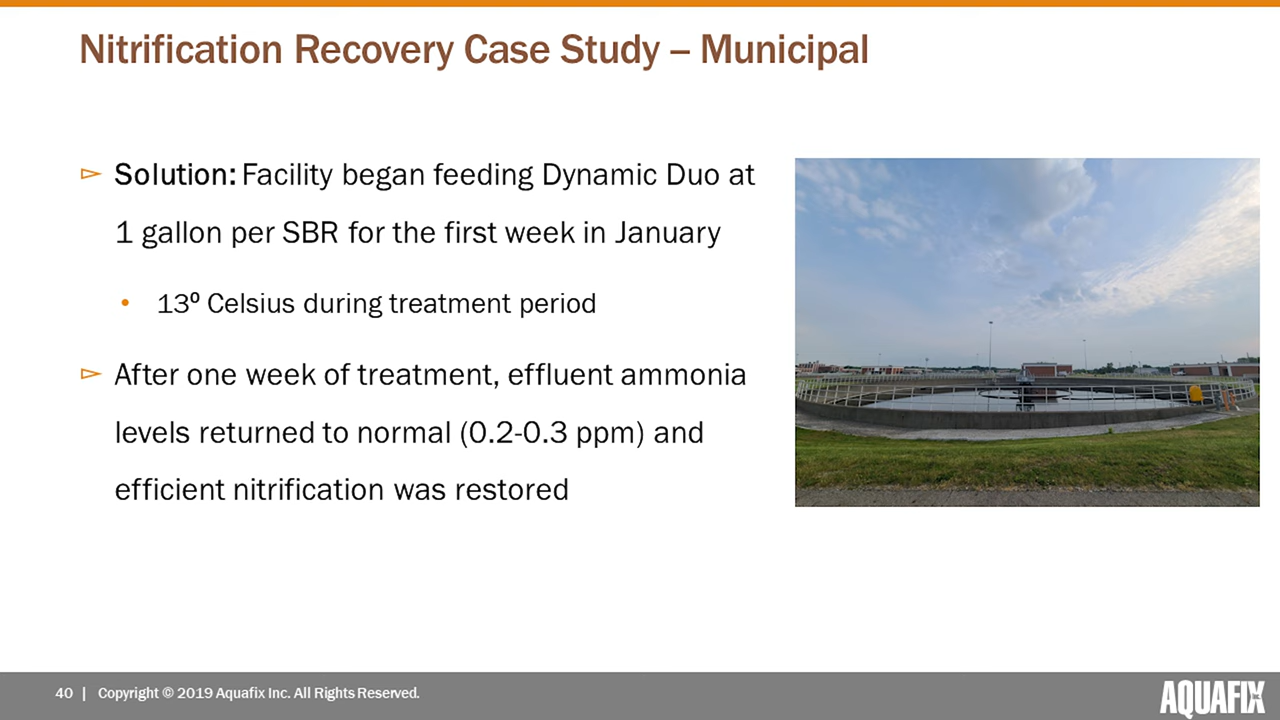 Nitrification Recovery Case Study – Municipal
▻ Solution: Facility began feeding Dynamic Duo at
1 gallon per SBR for the first week in January
• 13º Celsius during treatment period
▻ After one week of treatment, effluent ammonia
levels returned to normal (0.2-0.3 ppm) and
efficient nitrification was restored
40 | Copyright © 2019 Aquafix Inc. All Rights Reserved.
AQUAFIX